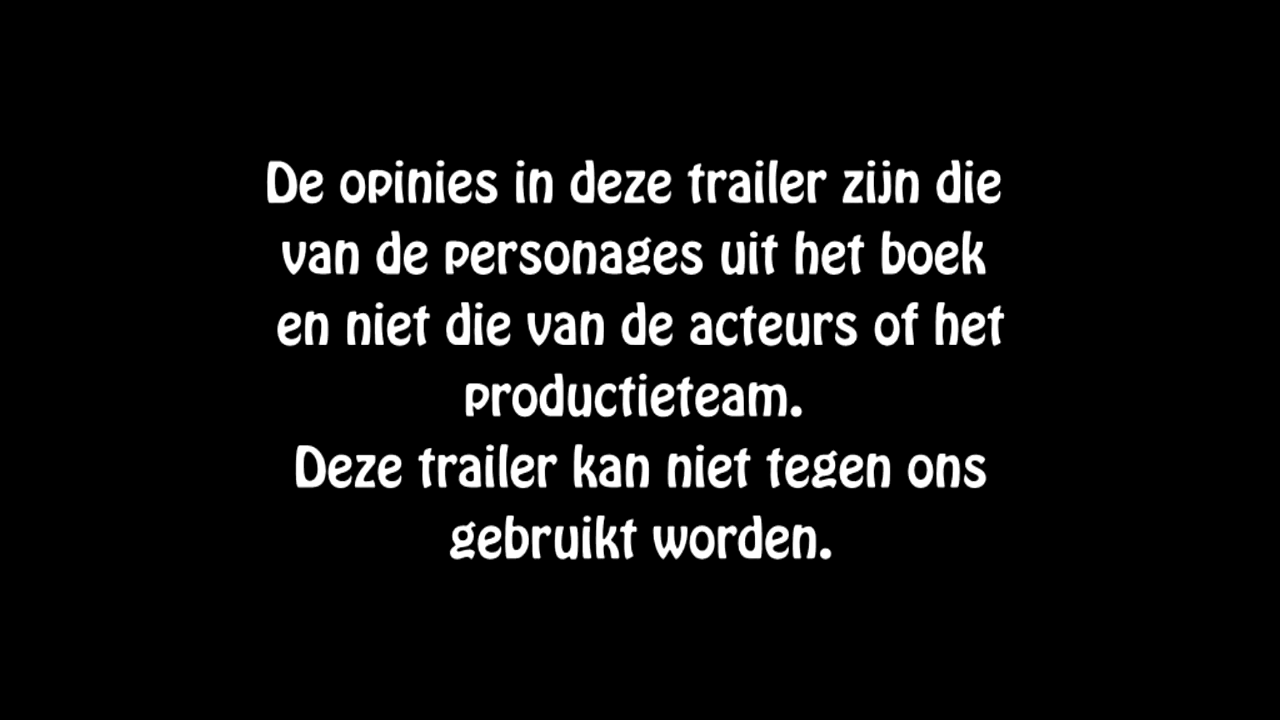 De opinies in deze trailer zijn die
van de personages uit het boek
en niet die van de acteurs of het
productieteam.
Deze trailer kan niet tegen ons
gebruikt worden.